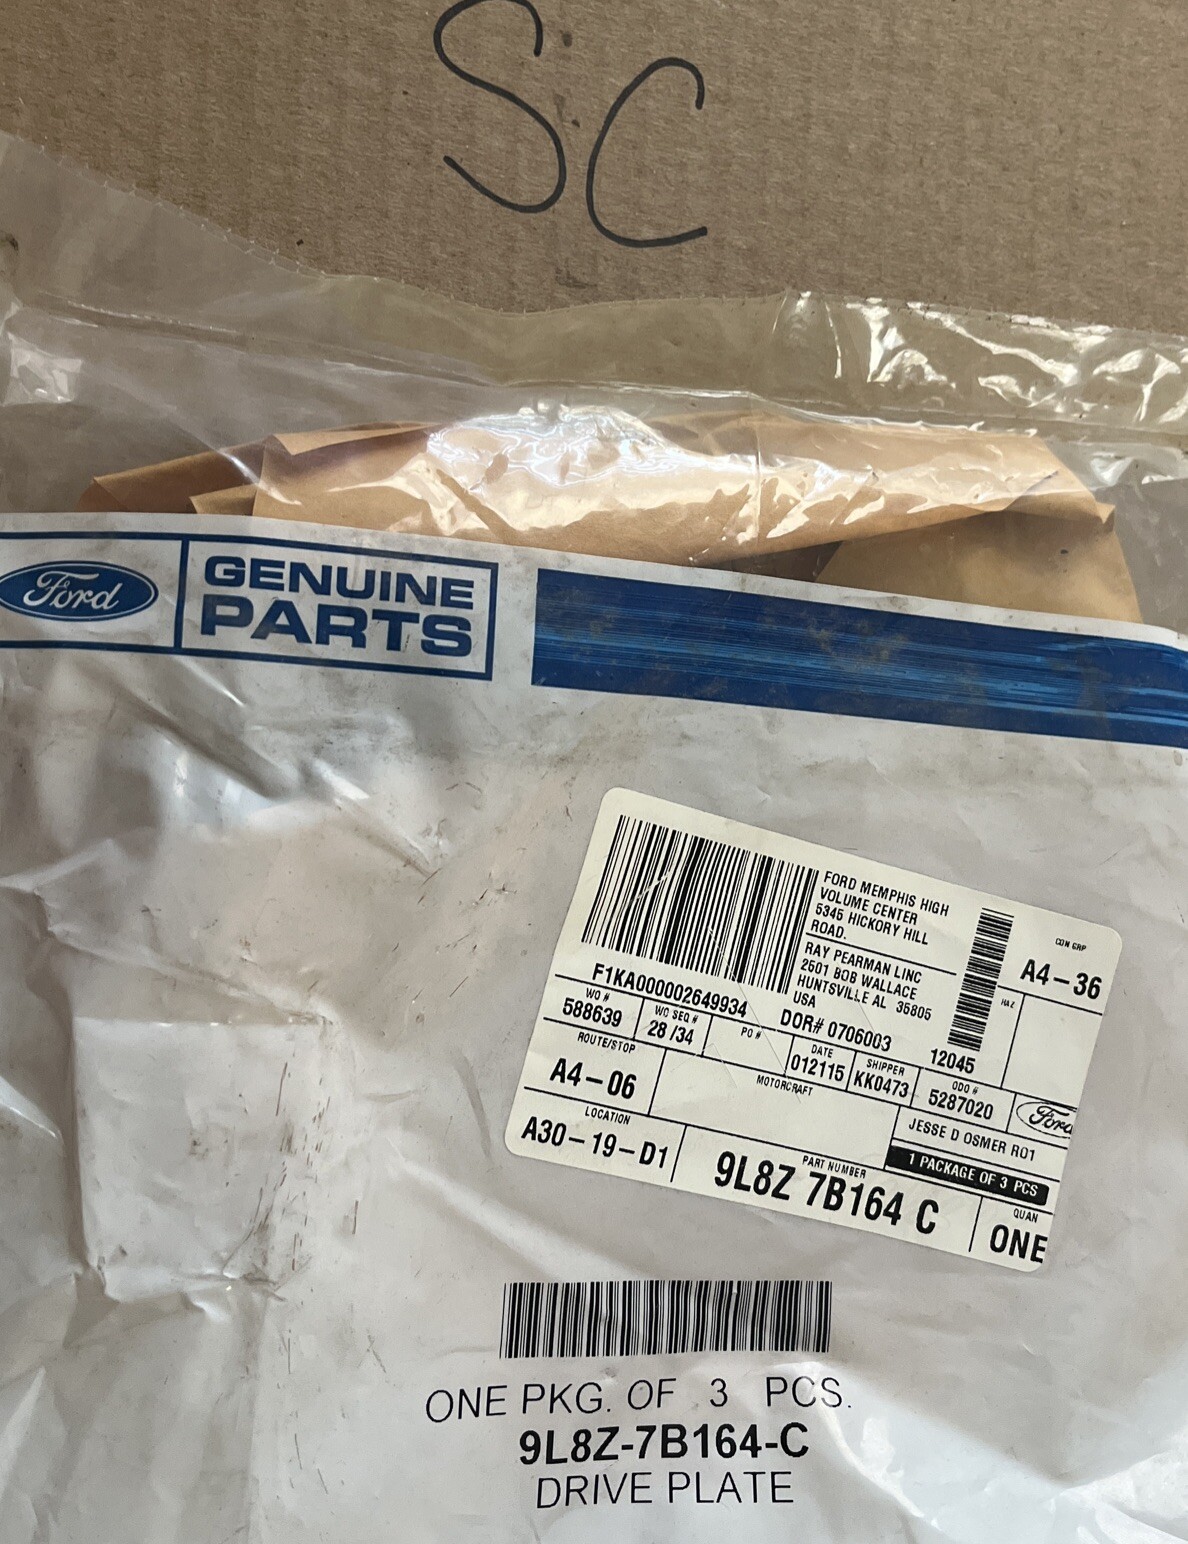 SC
Ford
GENUINE
PARTS
FORD MEMPHIS HIGH
VOLUME CENTER
5345 HICKORY HILL
ROAD.
RAY PEARMAN LINC
2501 BOB WALLACE
HUNTSVILLE AL 35805
USA
CON GRP
A4-36
HAZ
F1KA000002649934
DOR# 0706003
12045
WO #
588639
WO SEQ #
28 /34
PO #
DATE
012115
SHIPPER
KK0473
ODO #
5287020
Ford
ROUTE/STOP
A4-06
MOTORCRAFT
JESSE D OSMER R01
1 PACKAGE OF 3 PCS
LOCATION
A30-19-D1
PART NUMBER
9L8Z 7B164 C
QUAN
ONE
ONE PKG. OF 3 PCS.
9L8Z-7B164-C
DRIVE PLATE